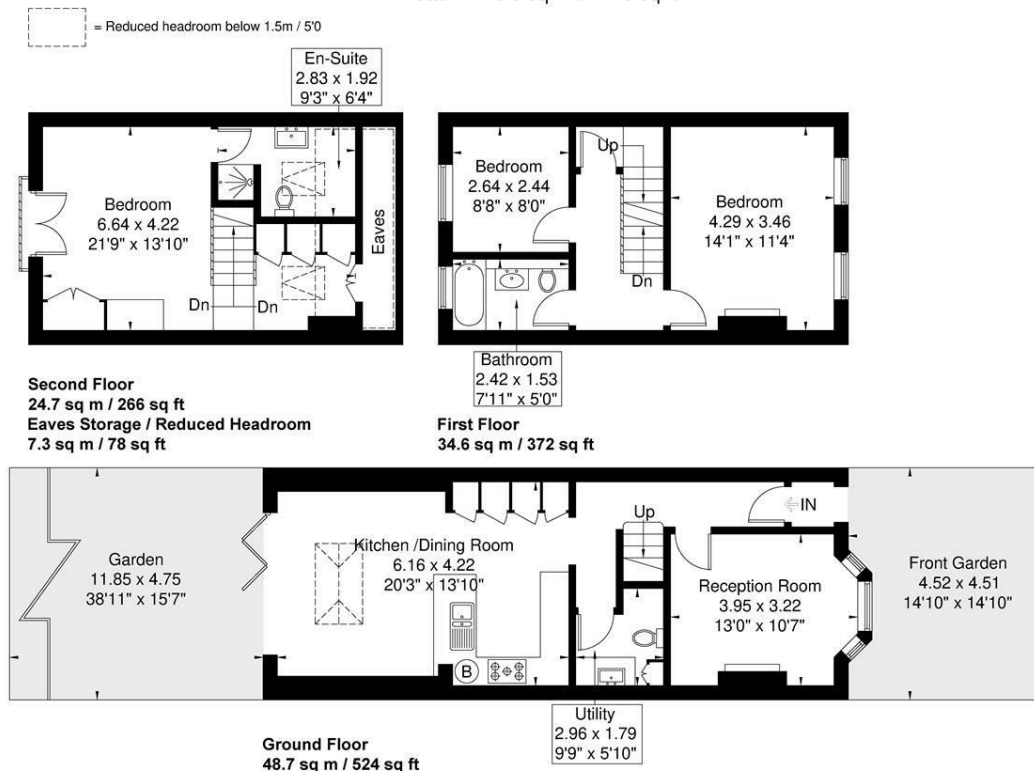 = Reduced headroom below 1.5m / 5'0
En-Suite
2.83 x 1.92
9'3" x 6'4"
Bedroom
6.64 x 4.22
21'9" x 13'10"
Eaves
Dn
Dn
Bedroom
2.64 x 2.44
8'8" x 8'0"
Up
Bedroom
4.29 x 3.46
14'1" x 11'4"
Dn
Bathroom
2.42 x 1.53
7'11" x 5'0"
Second Floor
24.7 sq m / 266 sq ft
Eaves Storage / Reduced Headroom
7.3 sq m / 78 sq ft
First Floor
34.6 sq m / 372 sq ft
IN
Up
Garden
11.85 x 4.75
38'11" x 15'7"
Kitchen /Dining Room
6.16 x 4.22
20'3" x 13'10"
Reception Room
3.95 x 3.22
13'0" x 10'7"
Front Garden
4.52 x 4.51
14'10" x 14'10"
B
Utility
2.96 x 1.79
9'9" x 5'10"
Ground Floor
48.7 sq m / 524 sq ft